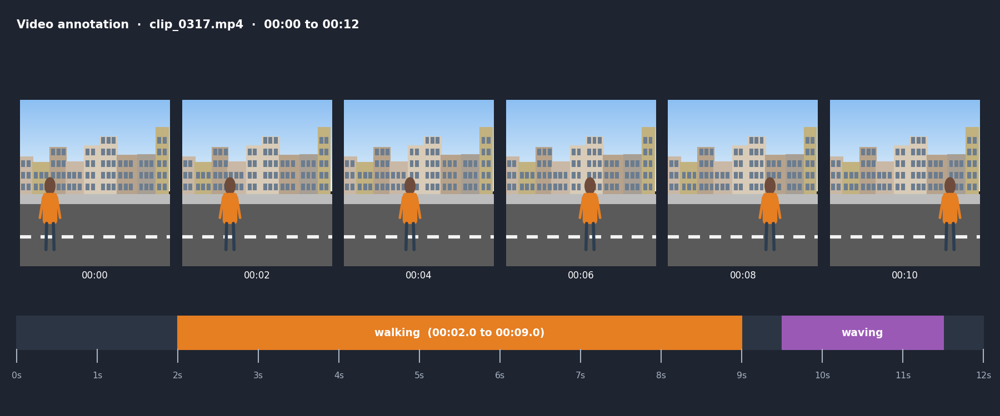 Video annotation · clip_0317.mp4 · 00:00 to 00:12
00:00 00:02 00:04 00:06 00:08 00:10
walking (00:02.0 to 00:09.0) waving
0s 1s 2s 3s 4s 5s 6s 7s 8s 9s 10s 11s 12s